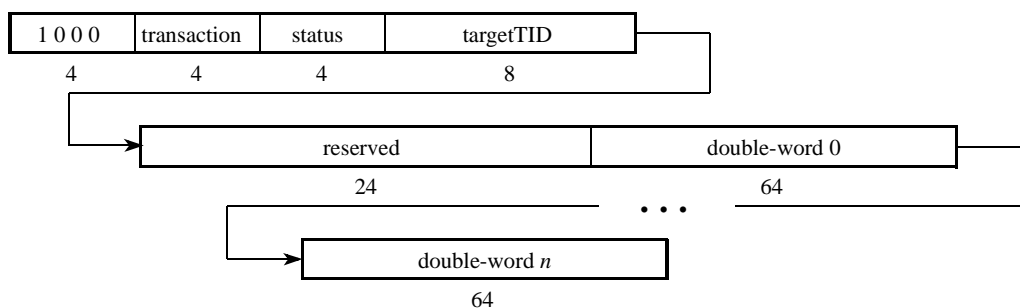 1 0 0 0 transaction status targetTID
4 4 4 8
reserved double-word 0
24 64
• • •
double-word n
64